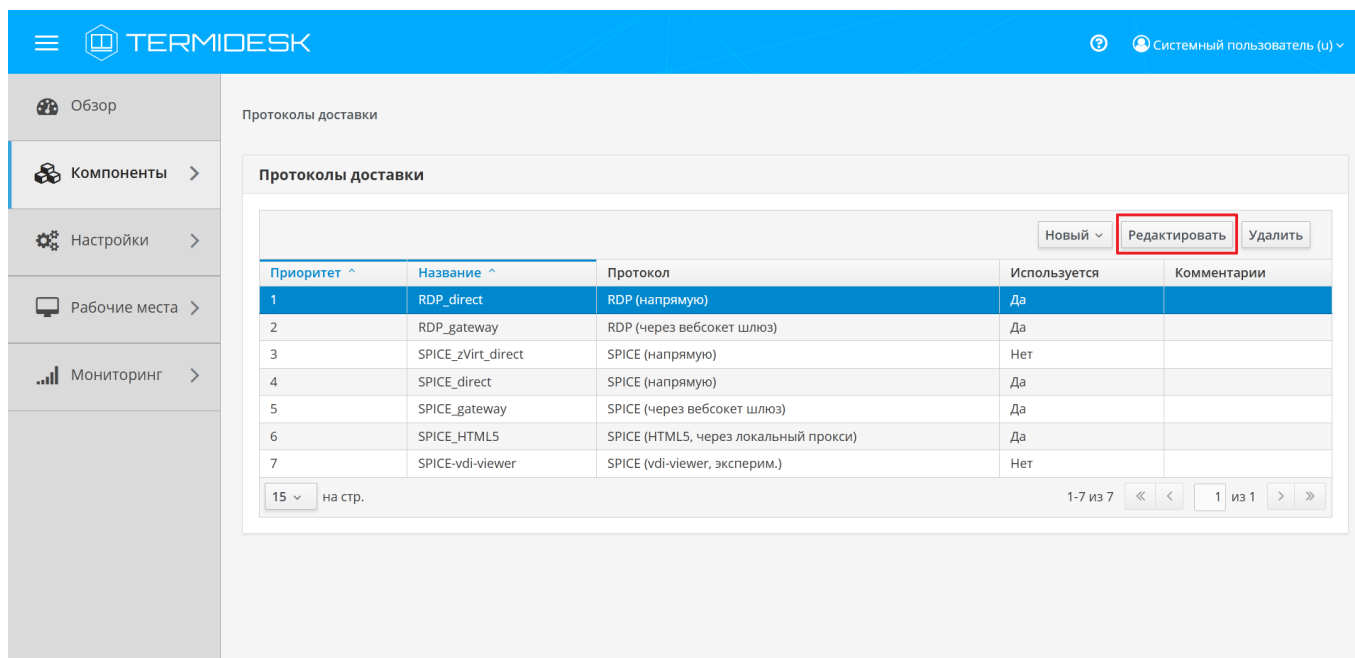 TERMIDESK
Системный пользователь (u)
Обзор
Компоненты
Настройки
Рабочие места
Мониторинг
Протоколы доставки
Протоколы доставки
Новый Редактировать Удалить
Приоритет Название Протокол Используется Комментарии
1 RDP_direct RDP (напрямую) Да
2 RDP_gateway RDP (через вебсокет шлюз) Да
3 SPICE_zVirt_direct SPICE (напрямую) Нет
4 SPICE_direct SPICE (напрямую) Да
5 SPICE_gateway SPICE (через вебсокет шлюз) Да
6 SPICE_HTML5 SPICE (HTML5, через локальный прокси) Да
7 SPICE-vdi-viewer SPICE (vdi-viewer, эксперим.) Нет
15 на стр. 1-7 из 7 1 из 1